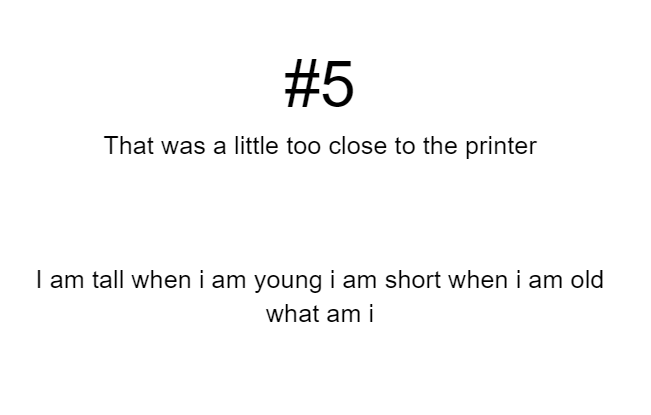 #5
That was a little too close to the printer
I am tall when i am young i am short when i am old
what am i